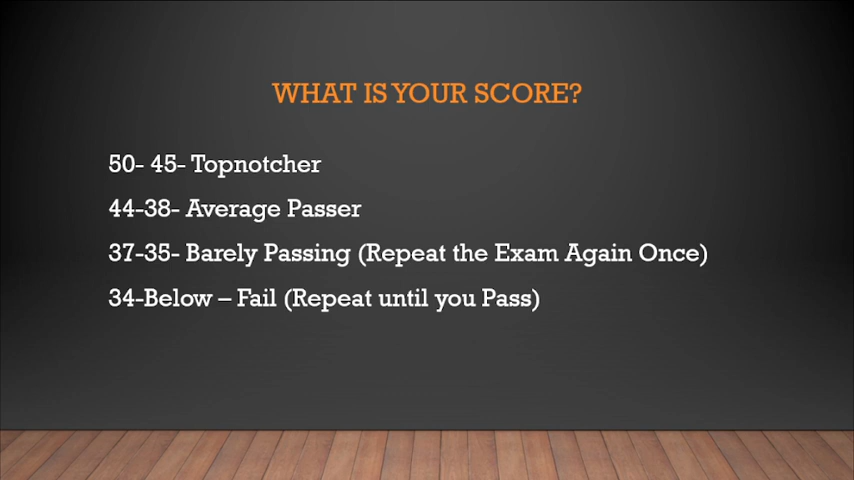 WHAT IS YOUR SCORE?
50- 45- Topnotcher
44-38- Average Passer
37-35- Barely Passing (Repeat the Exam Again Once)
34-Below – Fail (Repeat until you Pass)